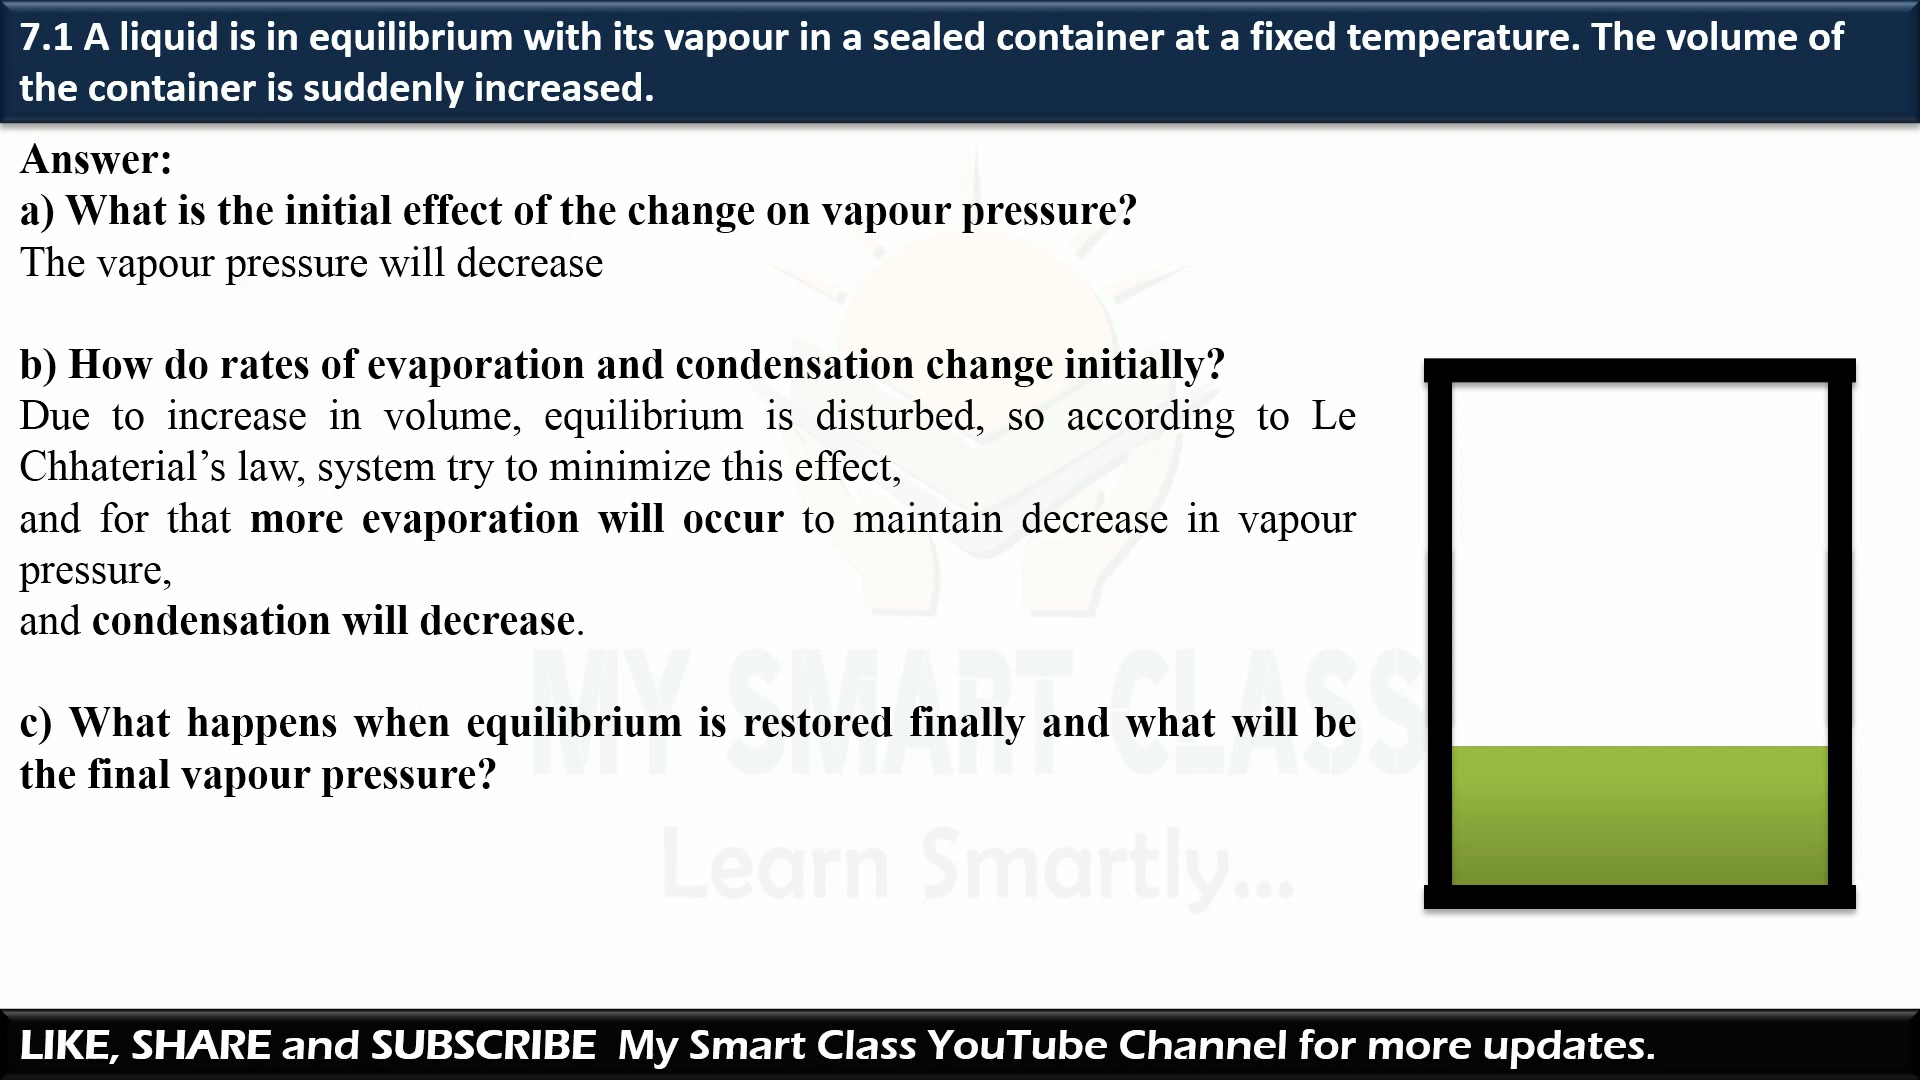 7.1 A liquid is in equilibrium with its vapour in a sealed container at a fixed temperature. The volume of
the container is suddenly increased.
Answer:
a) What is the initial effect of the change on vapour pressure?
The vapour pressure will decrease
b) How do rates of evaporation and condensation change initially?
Due to increase in volume, equilibrium is disturbed, so according to Le
Chhaterial’s law, system try to minimize this effect,
and for that more evaporation will occur to maintain decrease in vapour
pressure,
and condensation will decrease.
c) What happens when equilibrium is restored finally and what will be
the final vapour pressure?
MY SMART CLASS
Learn Smartly...
LIKE, SHARE and SUBSCRIBE My Smart Class YouTube Channel for more updates.